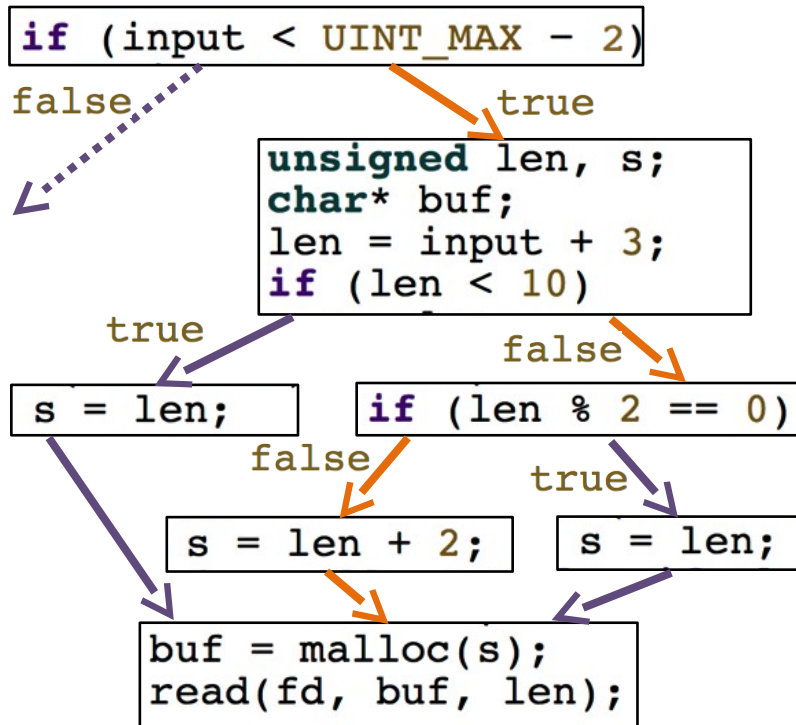 if (input < UINT_MAX - 2)
false
true
unsigned len, s;
char* buf;
len = input + 3;
if (len < 10)
true
false
s = len;
if (len % 2 == 0)
false
true
s = len + 2;
s = len;
buf = malloc(s);
read(fd, buf, len);